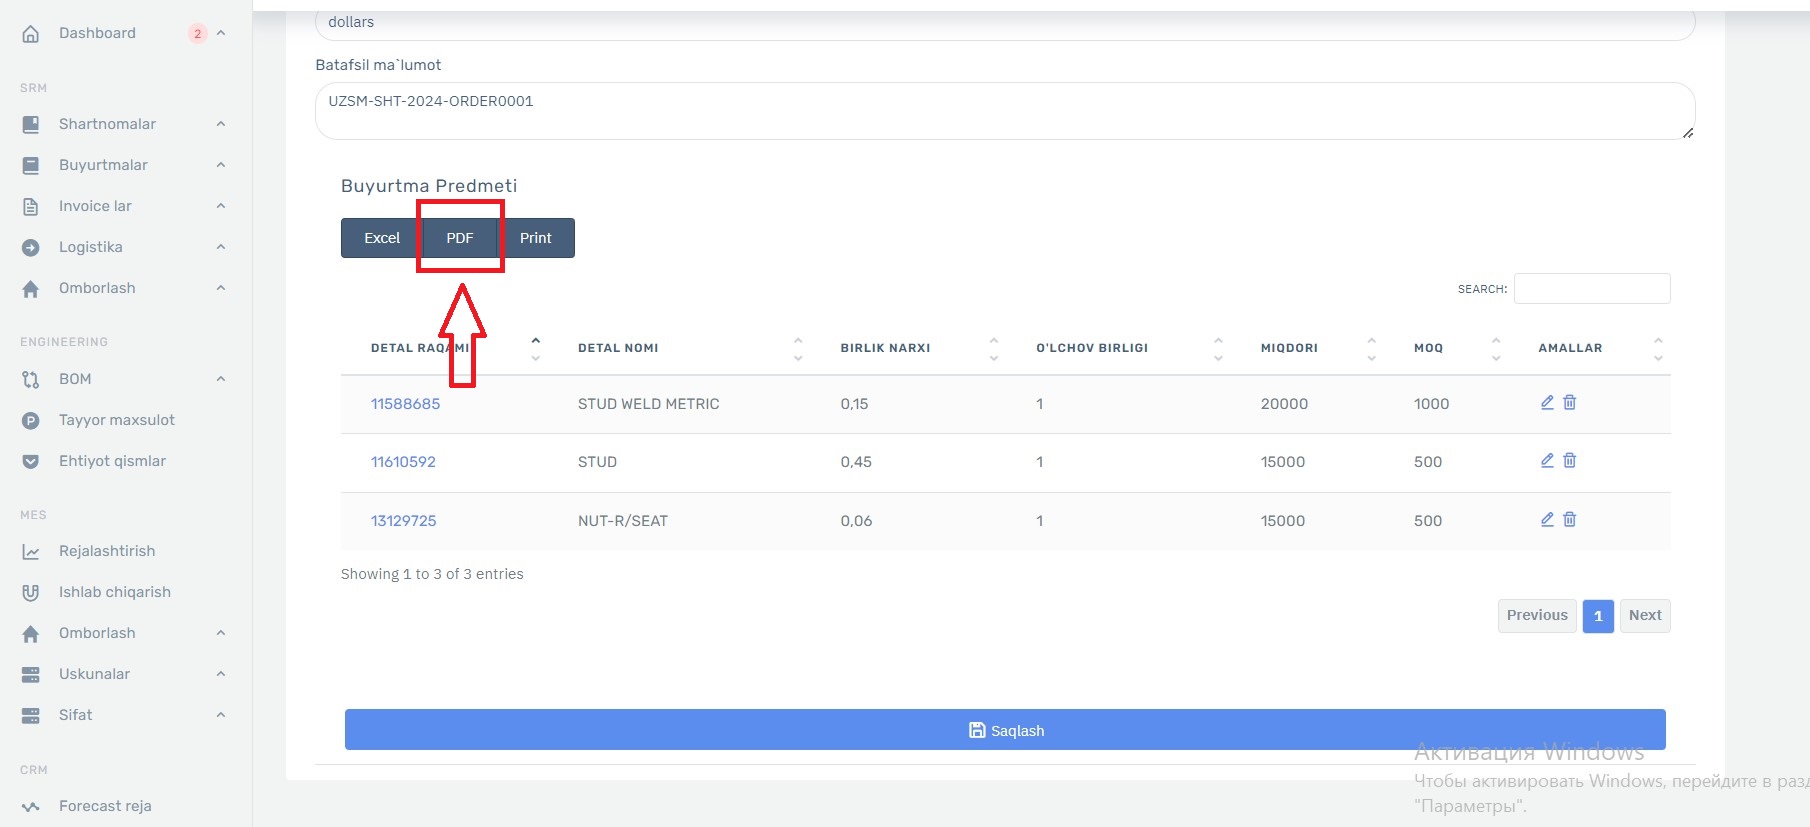 Dashboard 2
SRM
Shartnomalar
Buyurtmalar
Invoice lar
Logistika
Omborlash
ENGINEERING
BOM
Tayyor maxsulot
Ehtiyot qismlar
MES
Rejalashtirish
Ishlab chiqarish
Omborlash
Uskunalar
Sifat
CRM
Forecast reja
dollars
Batafsil ma`lumot
UZSM-SHT-2024-ORDER0001
Buyurtma Predmeti
Excel PDF Print
SEARCH:
DETAL RAQAMI DETAL NOMI BIRLIK NARXI O'LCHOV BIRLIGI MIQDORI MOQ AMALLAR
11588685 STUD WELD METRIC 0,15 1 20000 1000
11610592 STUD 0,45 1 15000 500
13129725 NUT-R/SEAT 0,06 1 15000 500
Showing 1 to 3 of 3 entries
Previous 1 Next
Saqlash
Активация Windows
Чтобы активировать Windows, перейдите в разд
"Параметры".